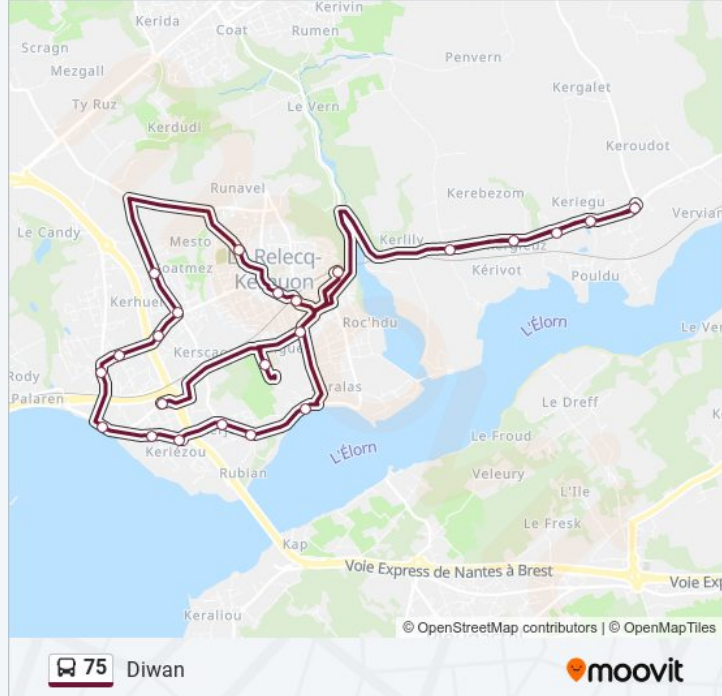 Kerida
Coat
Kerivin
Rumen
Scragn
Mezgall
Penvern
Kergalet
Ty Ruz
Le Vern
Kerdudi
Keroudot
Runavel
Kerebezom
Keriegu
Vervian
Le Candy
Mesto
Kerlily
Le Relecq-
Kerhuon
Kérivot
Pouldu
Kerhuel
Roc'hdu
L'Élorn
Le Ver
Kerscao
Rody
Palaren
Le Dreff
L'Élorn
Le Froud
Keriézou
Rubian
Veleury
L'Ile
Le Fresk
Kap
Voie Express de Nantes à Brest
Voie Exp
Keraliou
© OpenStreetMap contributors | © OpenMapTiles
75 Diwan
moovit